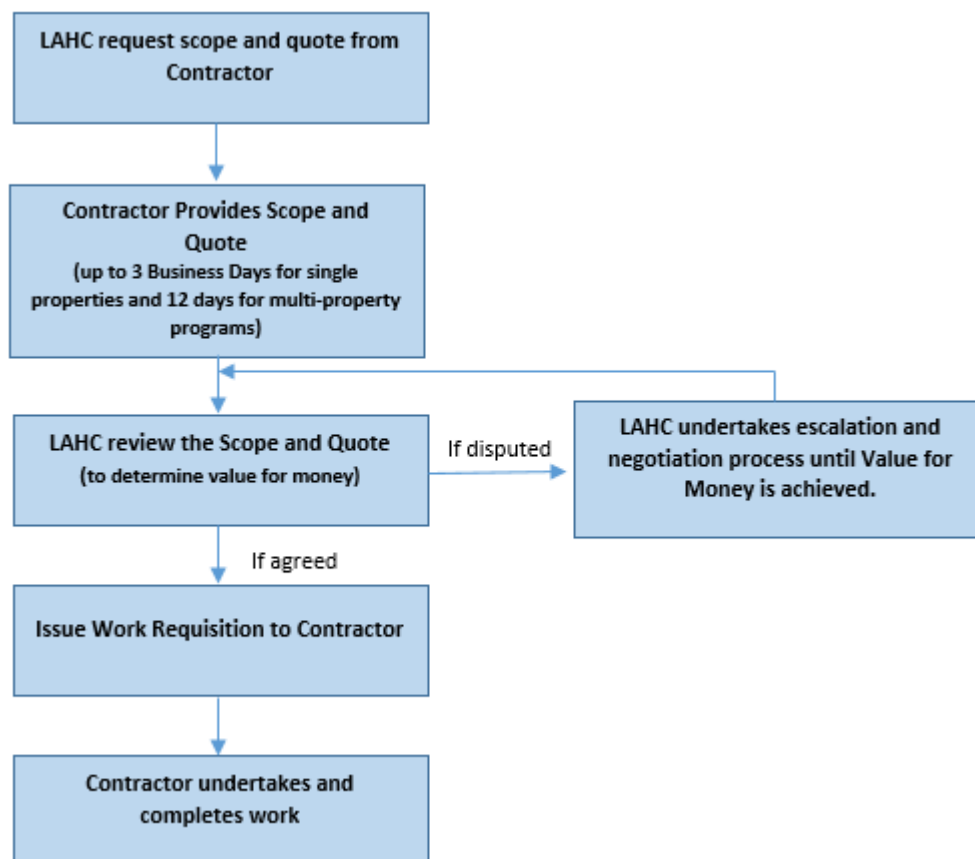 LAHC request scope and quote from
Contractor
Contractor Provides Scope and
Quote
(up to 3 Business Days for single
properties and 12 days for multi-property
programs)
LAHC review the Scope and Quote
(to determine value for money)
If disputed
LAHC undertakes escalation and
negotiation process until Value for
Money is achieved.
If agreed
Issue Work Requisition to Contractor
Contractor undertakes and
completes work